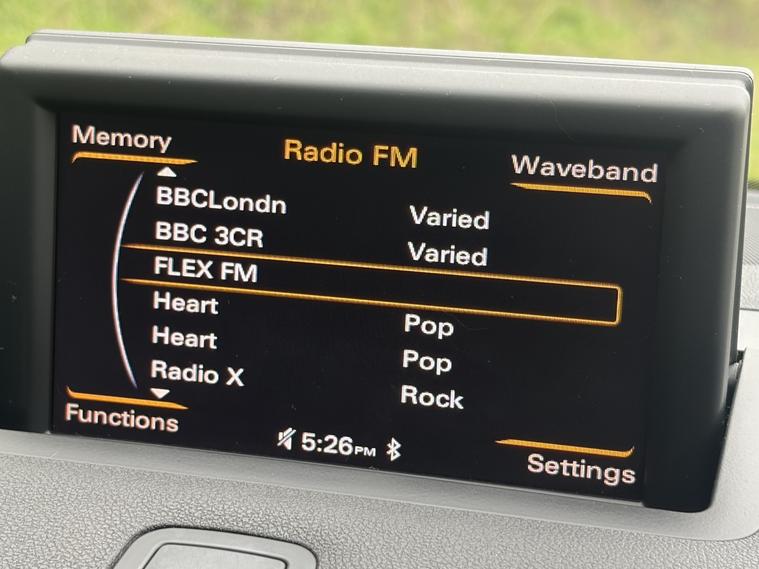 Memory
Radio FM
Waveband
BBCLondn Varied
BBC 3CR Varied
FLEX FM
Heart Pop
Heart Pop
Radio X Rock
Functions
5:26PM
Settings